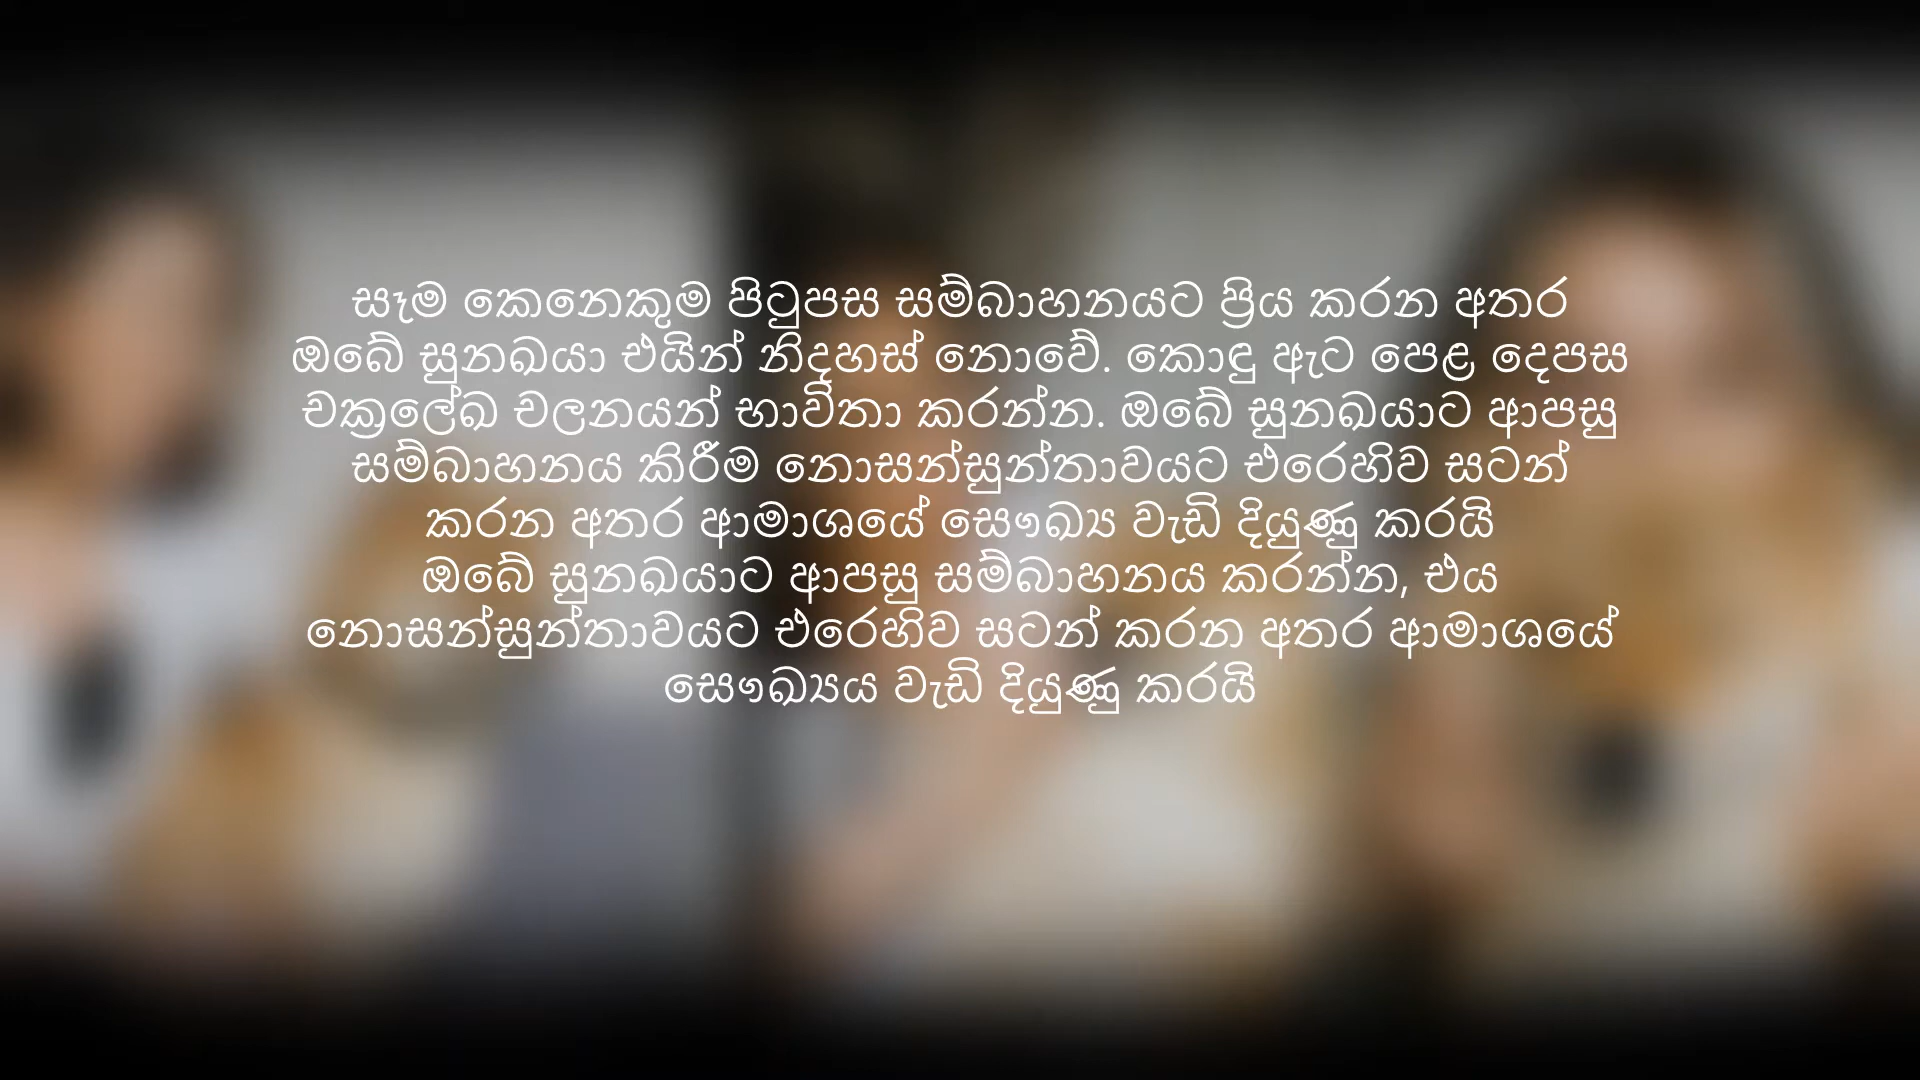 සෑම කෙනෙකුම පිටුපස සම්බාහනයට ප්‍රිය කරන අතර
ඔබේ සුනඛයා එයින් නිදහස් නොවේ. කොඳු ඇට පෙළ දෙපස
චක්‍රලේඛ චලනයන් භාවිතා කරන්න. ඔබේ සුනඛයාට ආපසු
සම්බාහනය කිරීම නොසන්සුන්තාවයට එරෙහිව සටන්
කරන අතර ආමාශයේ සෞඛ්‍ය වැඩි දියුණු කරයි
ඔබේ සුනඛයාට ආපසු සම්බාහනය කරන්න, එය
නොසන්සුන්තාවයට එරෙහිව සටන් කරන අතර ආමාශයේ
සෞඛ්‍යය වැඩි දියුණු කරයි